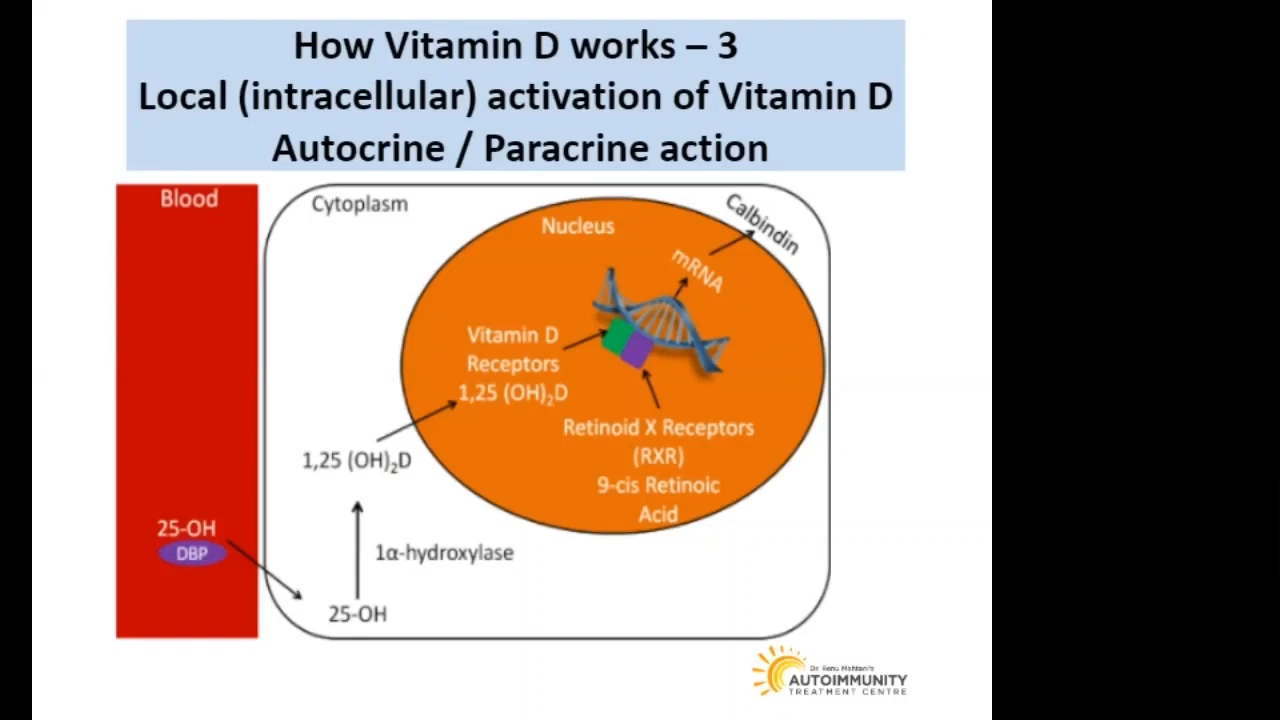 How Vitamin D works – 3
Local (intracellular) activation of Vitamin D
Autocrine / Paracrine action
Blood
Cytoplasm
Nucleus
Calbindin
mRNA
Vitamin D
Receptors
1,25 (OH)₂D
Retinoid X Receptors
(RXR)
9-cis Retinoic
Acid
1,25 (OH)₂D
25-OH
DBP
1α-hydroxylase
25-OH
Dr. Renu Mahtani's
AUTOIMMUNITY
TREATMENT CENTRE